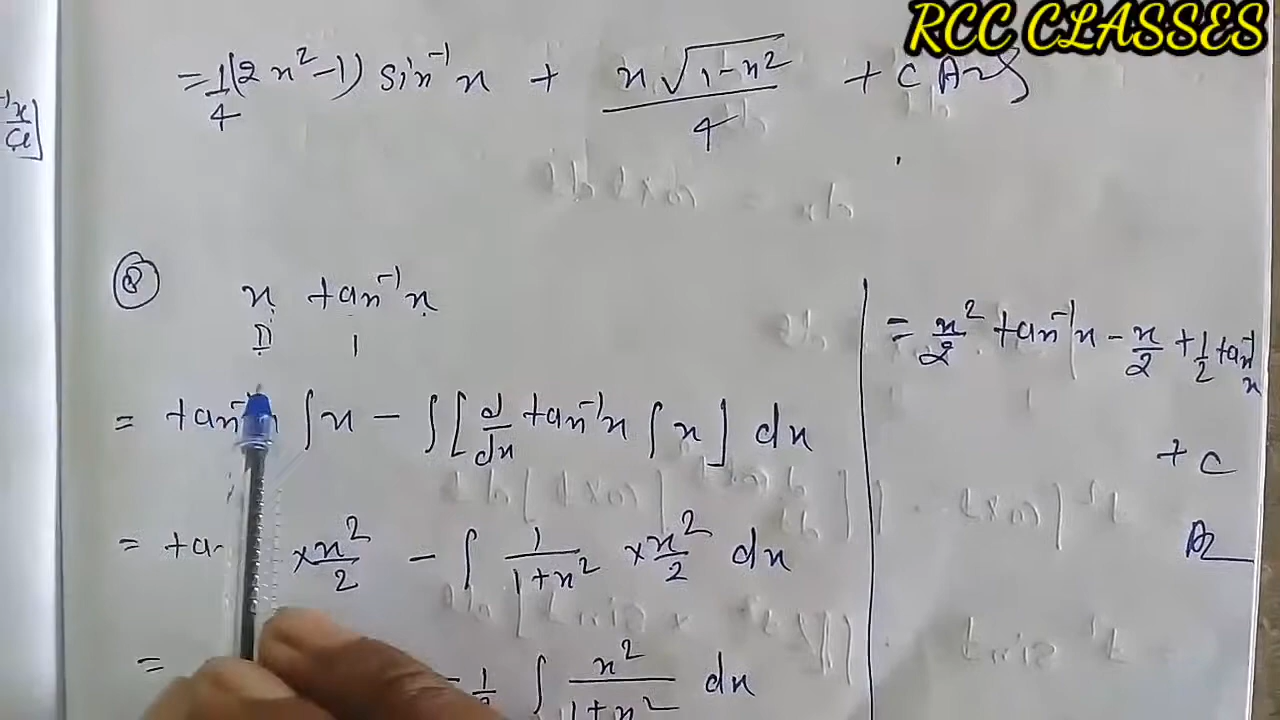 RCC CLASSES
= 1/4 (2x² - 1) sin⁻¹ x + x√(1-x²)/4 + c Ans
⁻¹x/a]
Q x tan⁻¹x
II I
= tan⁻¹x ∫x - ∫[d/dx tan⁻¹x ∫x] dx
= tan × x²/2 - ∫ 1/(1+x²) × x²/2 dx
= - 1/2 ∫ x²/(1+x²) dx
= x²/2 tan⁻¹x - x/2 + 1/2 tan⁻¹x
+ c